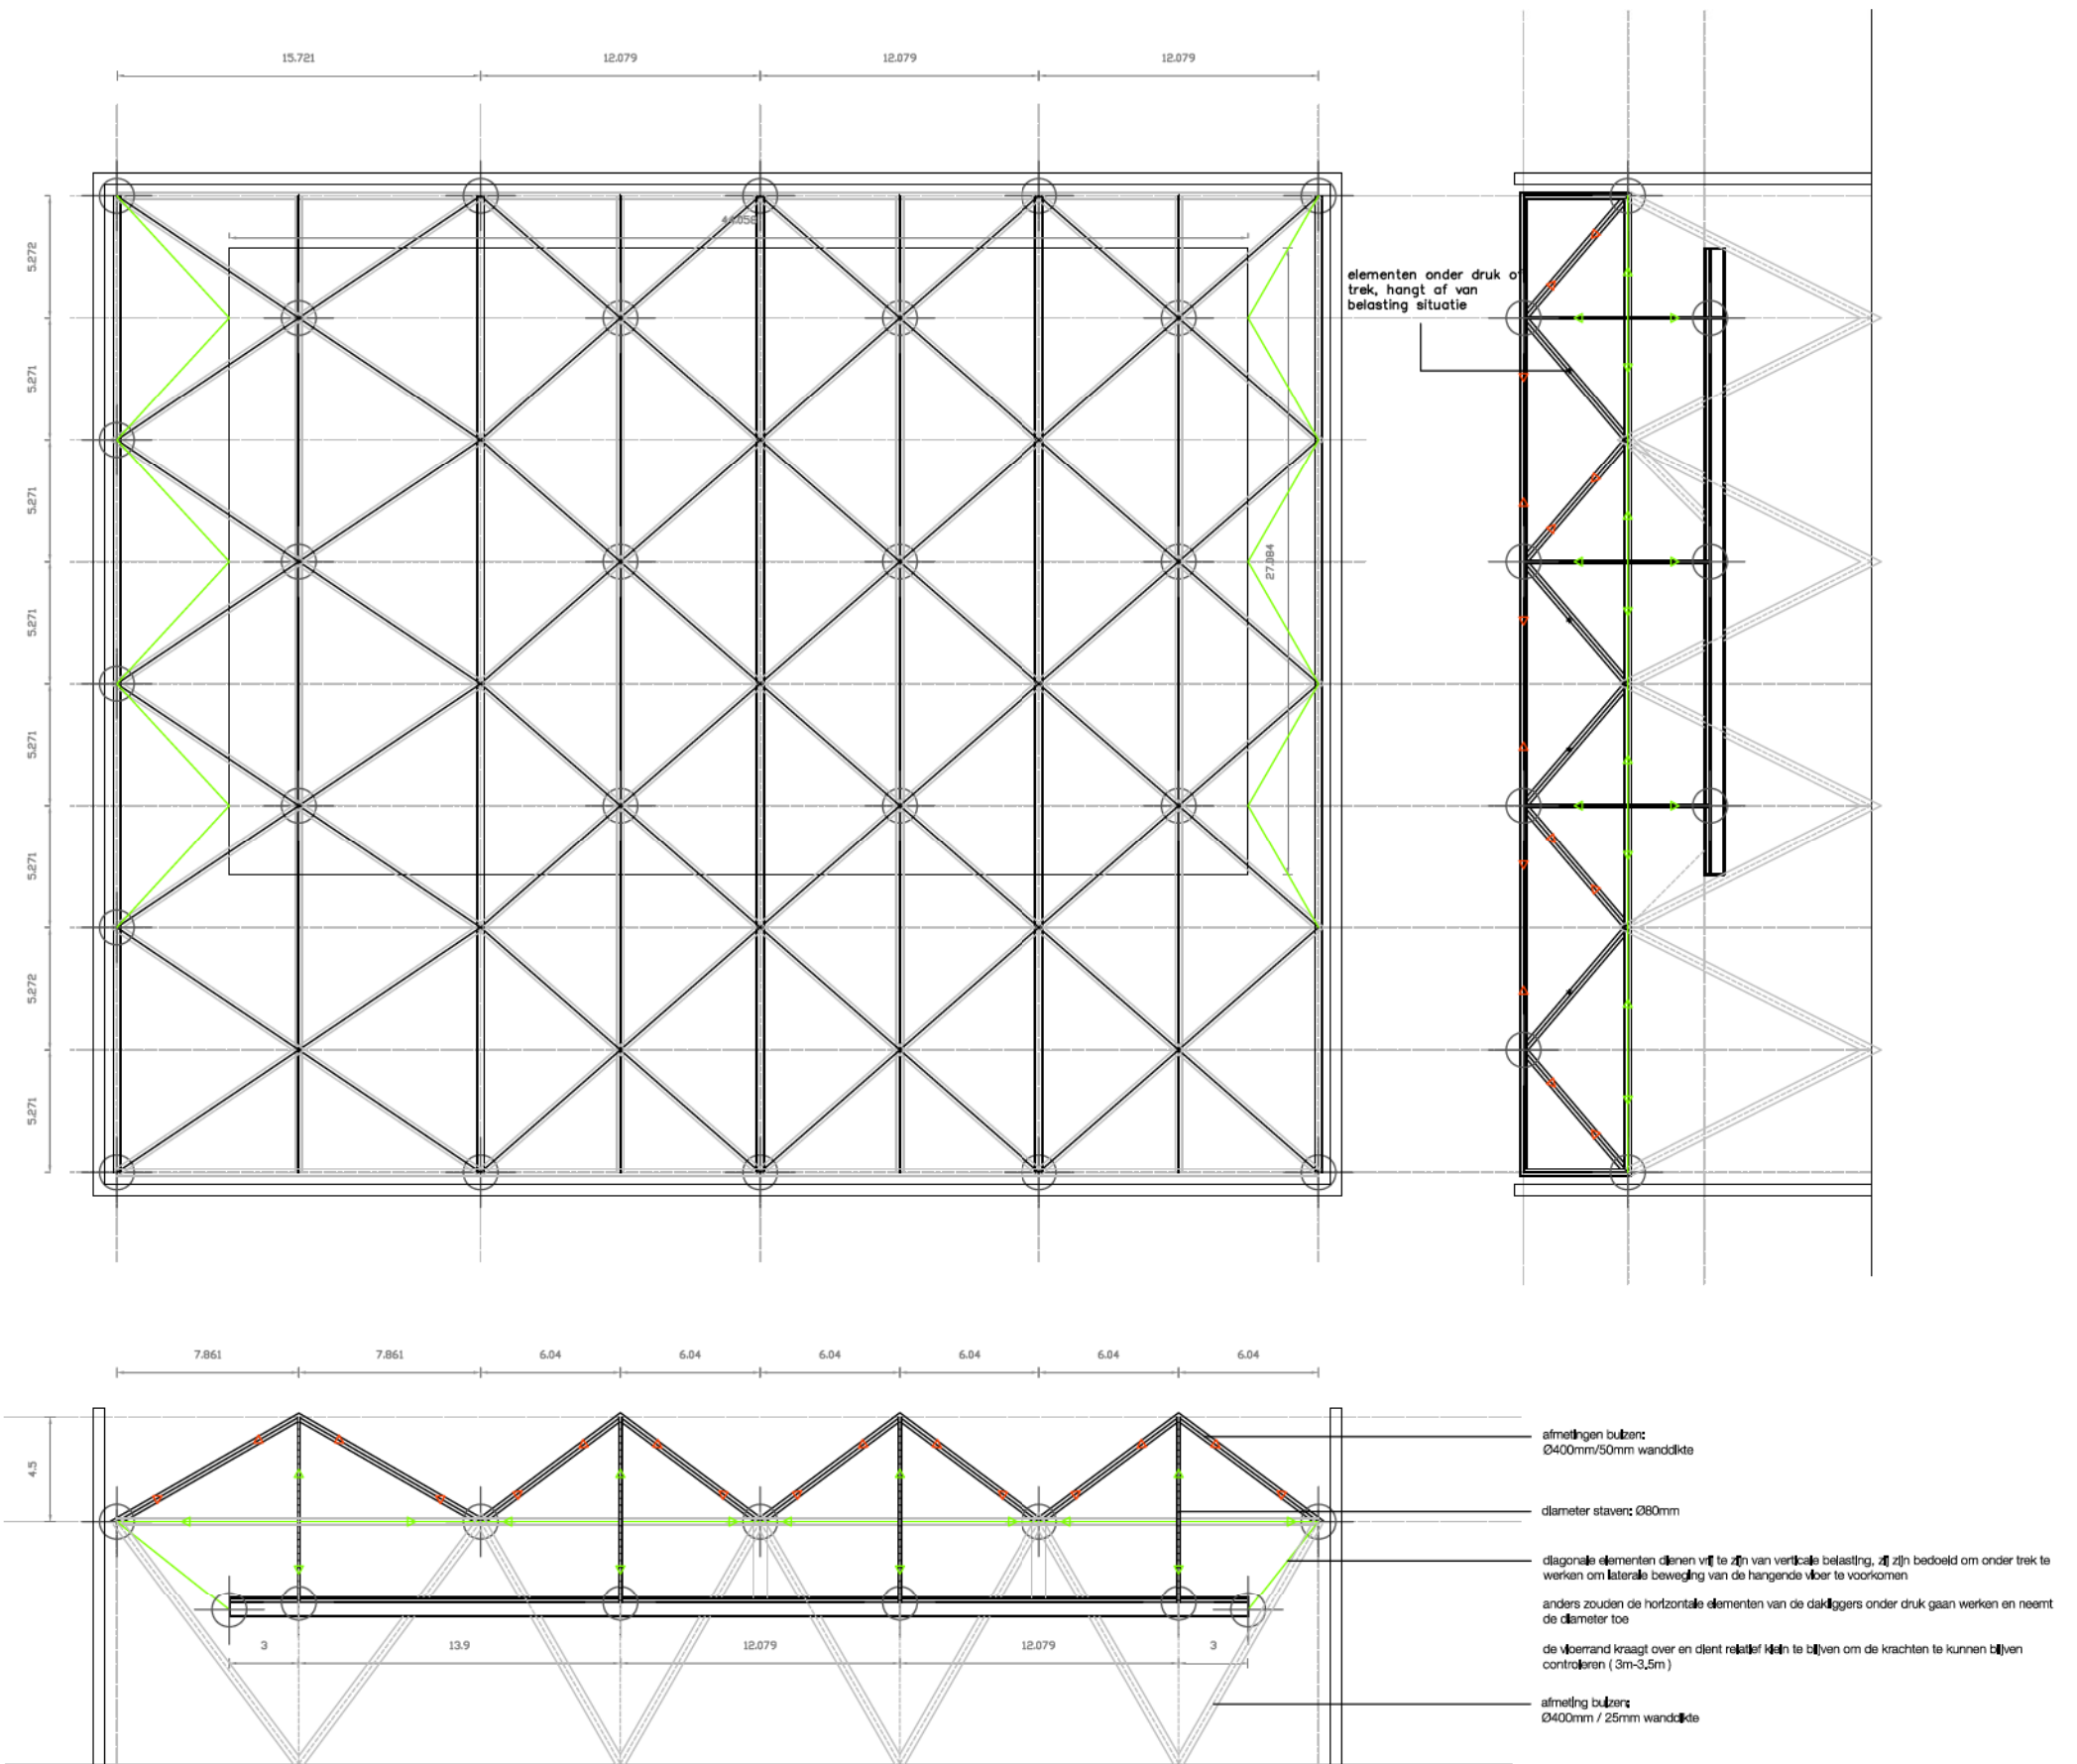 15.721
12.079
12.079
12.079
44.058
5.272
5.271
5.271
5.271
5.271
5.271
5.272
5.271
27.084
elementen onder druk of
trek, hangt af van
belasting situatie
7.861
7.861
6.04
6.04
6.04
6.04
6.04
6.04
4.5
3
13.9
12.079
12.079
3
afmetingen buizen:
Ø400mm/50mm wanddikte
diameter staven: Ø80mm
diagonale elementen dienen vrij te zijn van verticale belasting, zij zijn bedoeld om onder trek te
werken om laterale beweging van de hangende vloer te voorkomen
anders zouden de horizontale elementen van de dakliggers onder druk gaan werken en neemt
de diameter toe
de vloerrand kraagt over en dient relatief klein te blijven om de krachten te kunnen blijven
controleren ( 3m-3,5m )
afmeting buizen:
Ø400mm / 25mm wanddikte